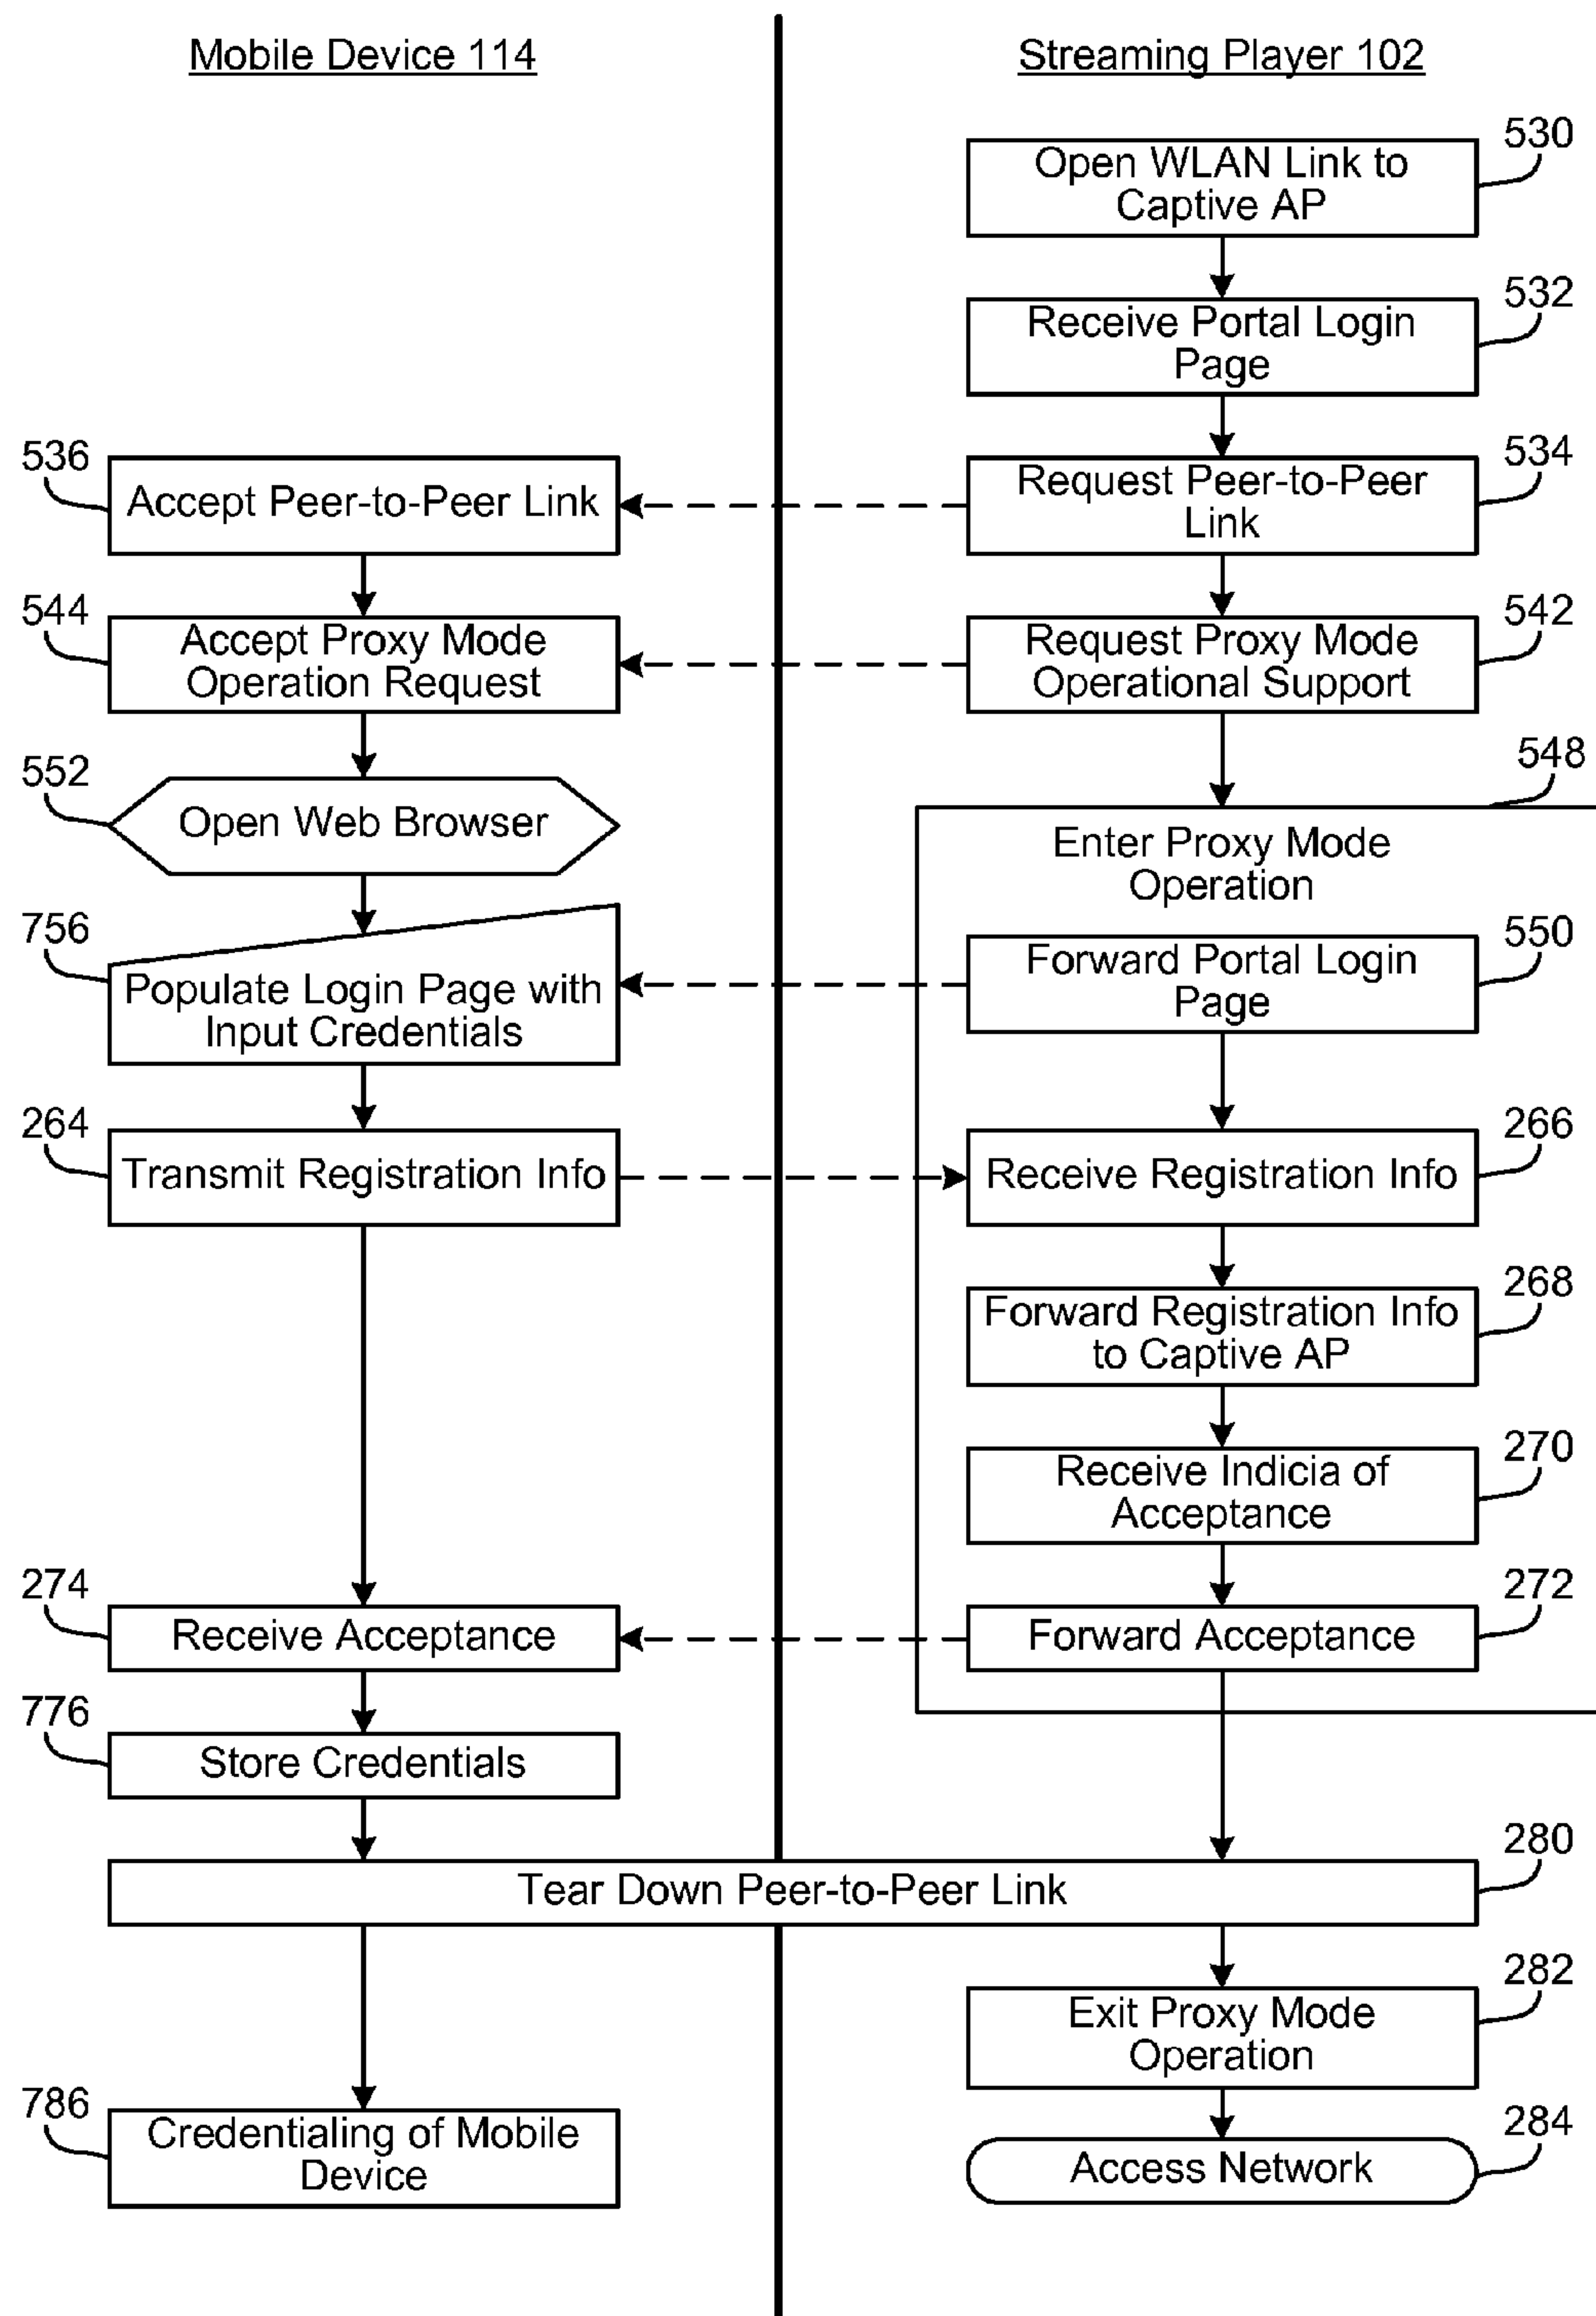 Mobile Device 114
Streaming Player 102
530
Open WLAN Link to
Captive AP
532
Receive Portal Login
Page
536
Accept Peer-to-Peer Link
534
Request Peer-to-Peer
Link
544
Accept Proxy Mode
Operation Request
542
Request Proxy Mode
Operational Support
552
Open Web Browser
548
Enter Proxy Mode
Operation
756
Populate Login Page with
Input Credentials
550
Forward Portal Login
Page
264
Transmit Registration Info
266
Receive Registration Info
268
Forward Registration Info
to Captive AP
270
Receive Indicia of
Acceptance
274
Receive Acceptance
272
Forward Acceptance
776
Store Credentials
280
Tear Down Peer-to-Peer Link
282
Exit Proxy Mode
Operation
786
Credentialing of Mobile
Device
284
Access Network